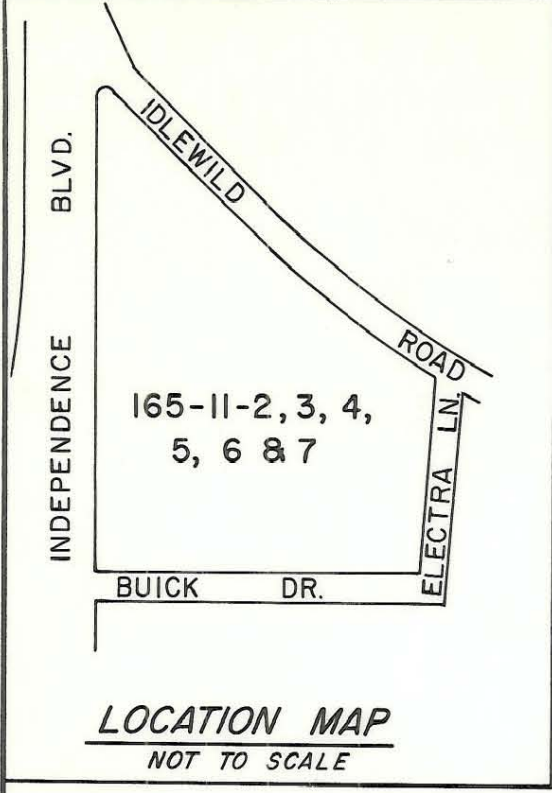 IDLEWILD ROAD
INDEPENDENCE BLVD.
165-11-2, 3, 4,
5, 6 & 7
ELECTRA LN.
BUICK DR.
LOCATION MAP
NOT TO SCALE